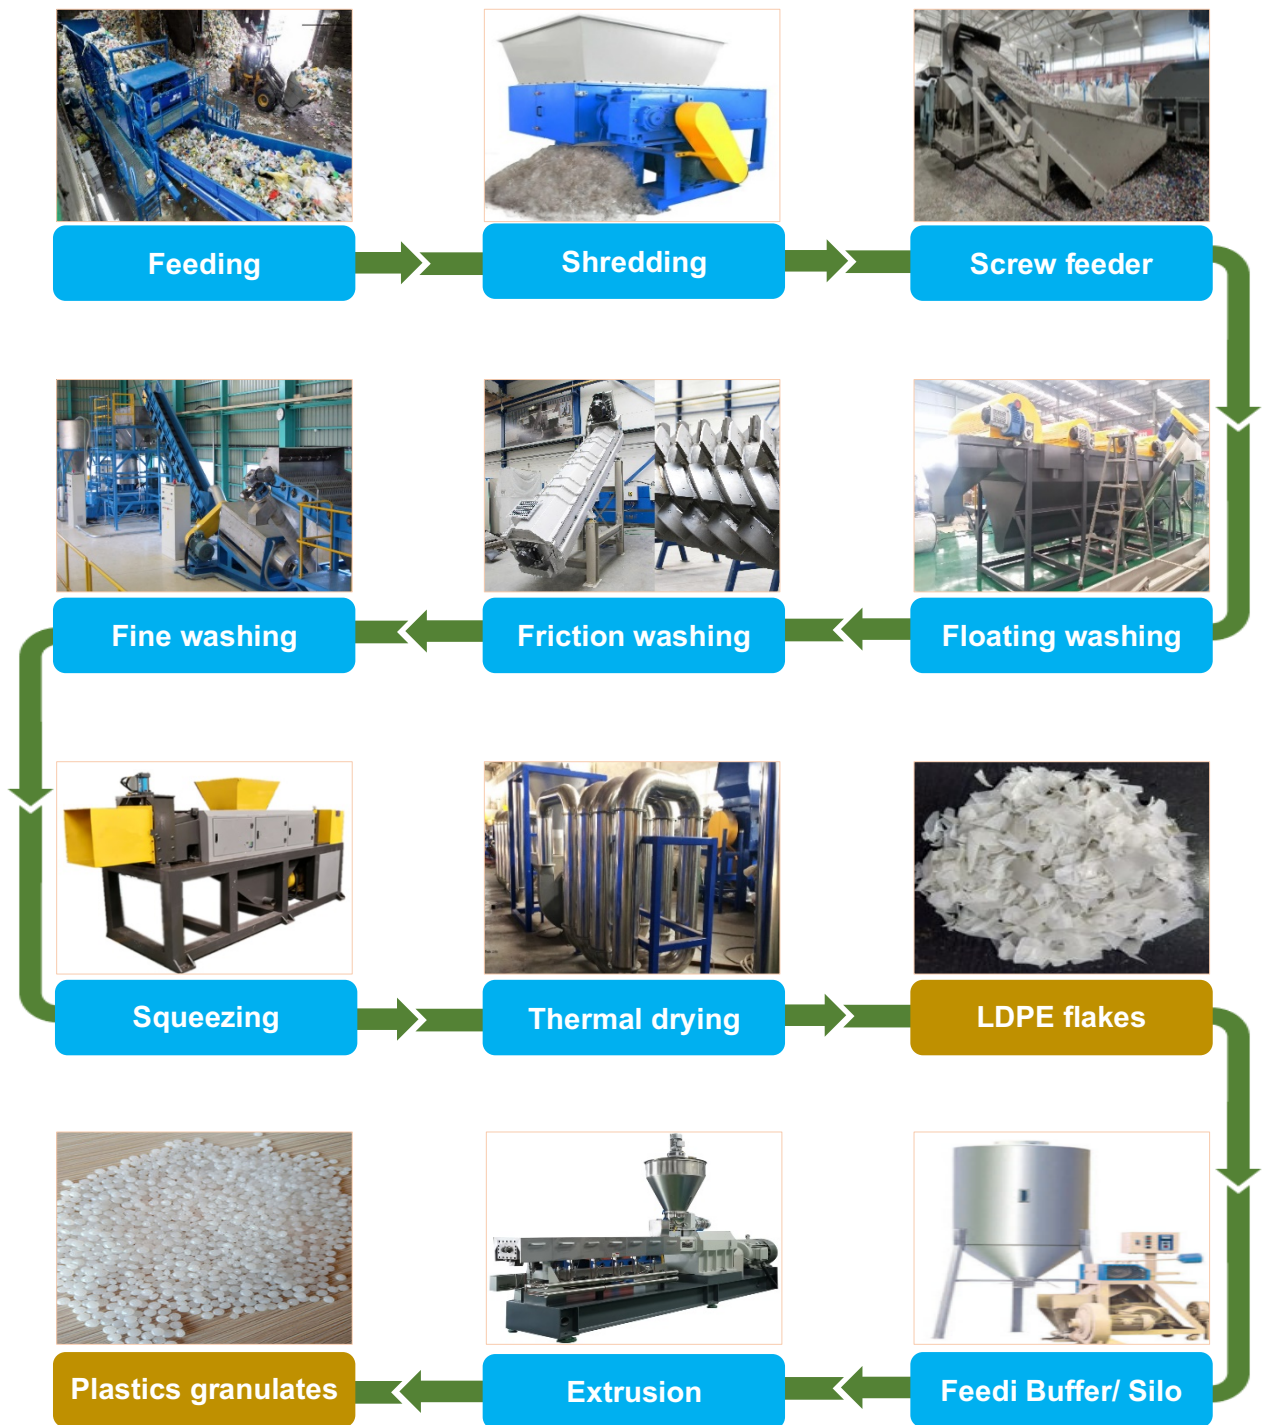 Feeding
Shredding
Screw feeder
Floating washing
Friction washing
Fine washing
Squeezing
Thermal drying
LDPE flakes
Feedi Buffer/ Silo
Extrusion
Plastics granulates